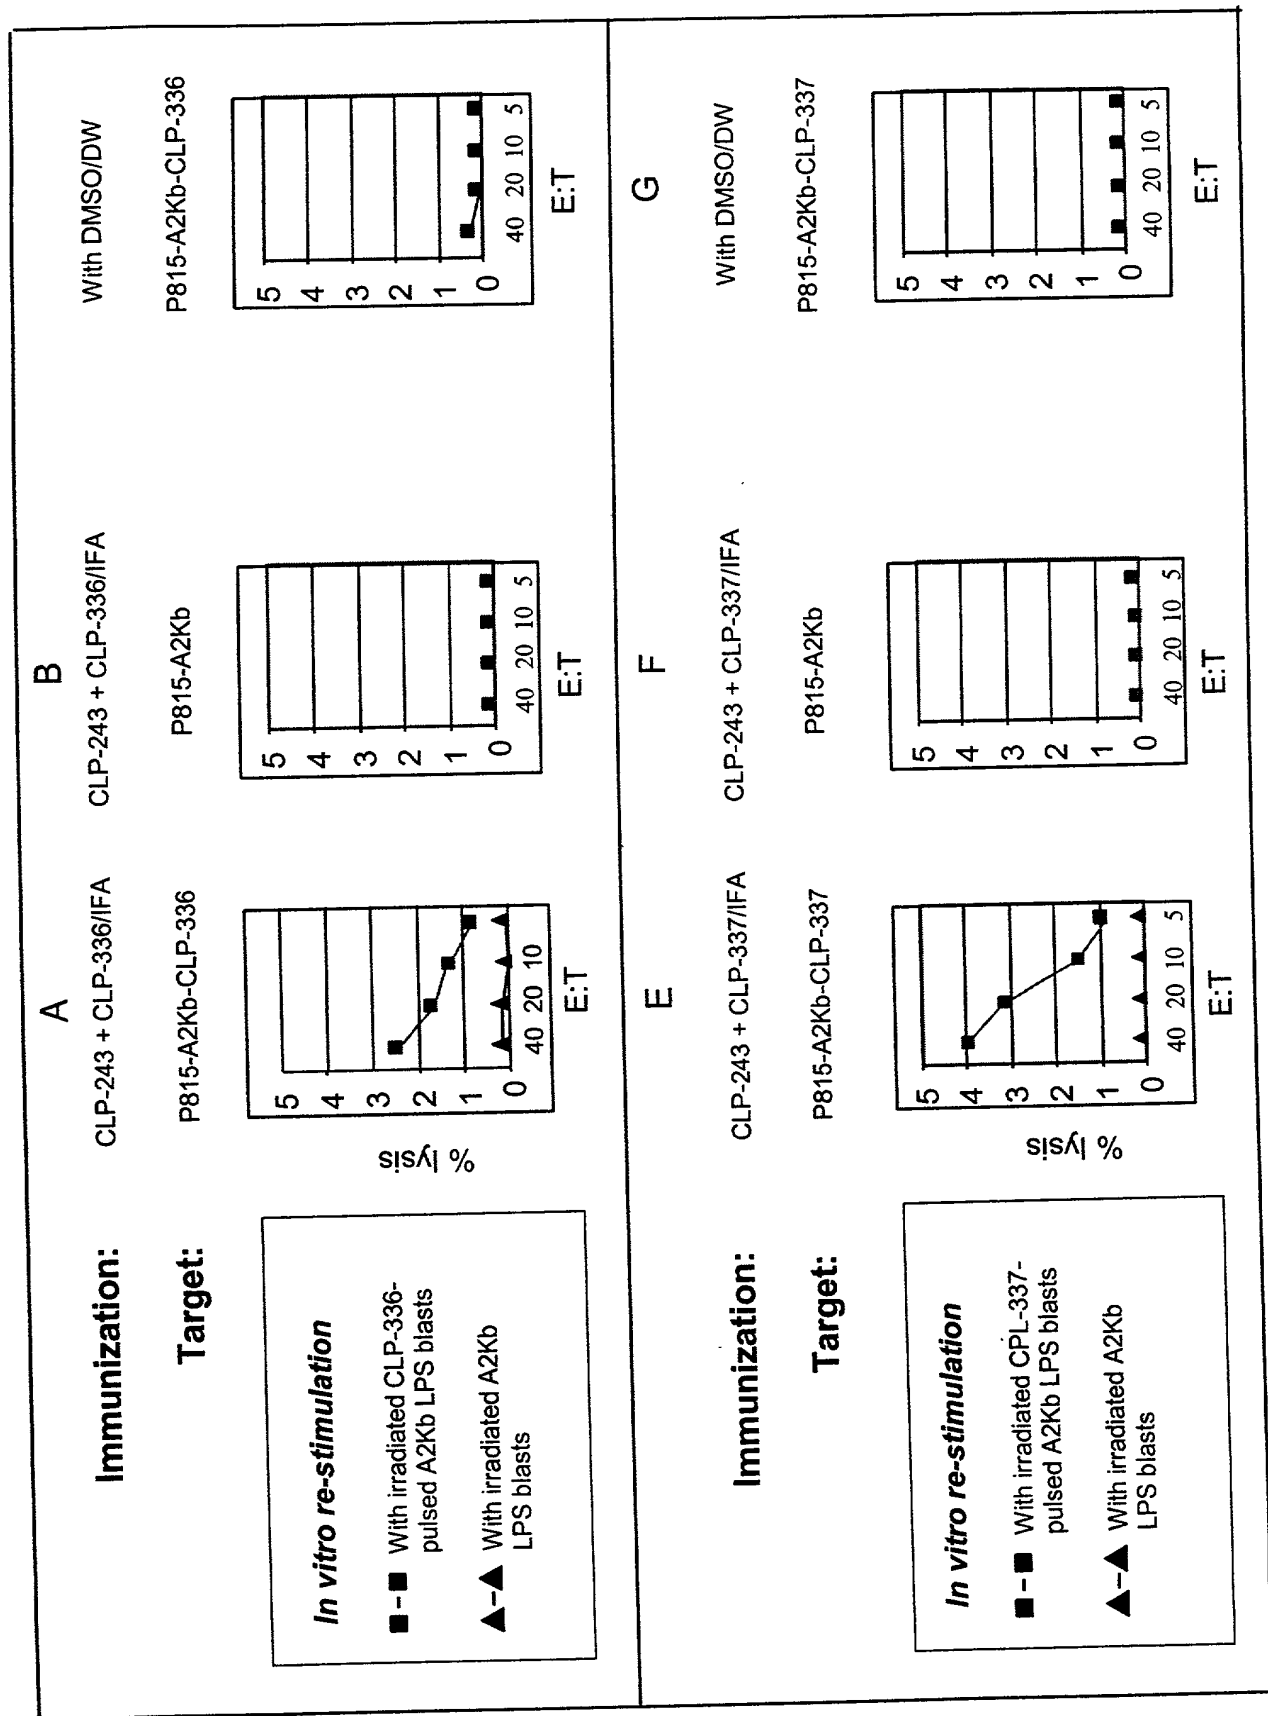 A
B
Immunization:
CLP-243 + CLP-336/IFA
CLP-243 + CLP-336/IFA
With DMSO/DW
Target:
P815-A2Kb-CLP-336
P815-A2Kb
P815-A2Kb-CLP-336
In vitro re-stimulation
With irradiated CLP-336-
pulsed A2Kb LPS blasts
With irradiated A2Kb
LPS blasts
% lysis
5
4
3
2
1
0
40 20 10
E:T
5
4
3
2
1
0
40 20 10 5
E:T
5
4
3
2
1
0
40 20 10 5
E:T
E
F
G
Immunization:
CLP-243 + CLP-337/IFA
CLP-243 + CLP-337/IFA
With DMSO/DW
Target:
P815-A2Kb-CLP-337
P815-A2Kb
P815-A2Kb-CLP-337
In vitro re-stimulation
With irradiated CPL-337-
pulsed A2Kb LPS blasts
With irradiated A2Kb
LPS blasts
% lysis
5
4
3
2
1
0
40 20 10 5
E:T
5
4
3
2
1
0
40 20 10 5
E:T
5
4
3
2
1
0
40 20 10 5
E:T